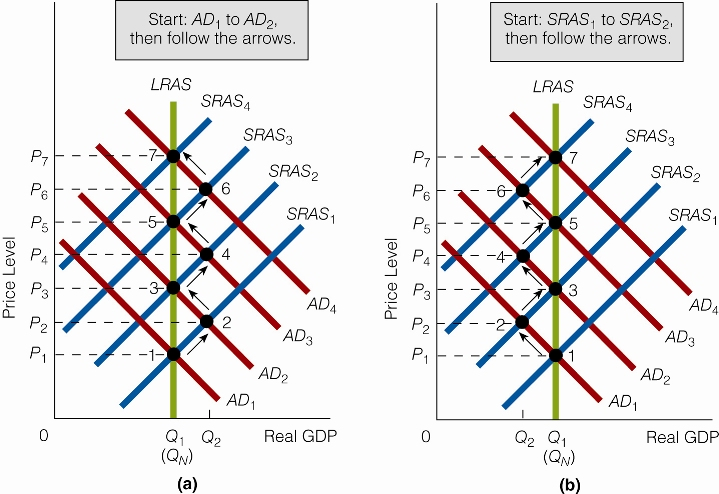 Start: AD₁ to AD₂,
then follow the arrows.
LRAS
SRAS₄
SRAS₃
SRAS₂
SRAS₁
P₇
P₆
P₅
P₄
P₃
P₂
P₁
7
6
5
4
3
2
1
AD₄
AD₃
AD₂
AD₁
Price Level
0
Q₁
(Q_N)
Q₂
Real GDP
(a)
Start: SRAS₁ to SRAS₂,
then follow the arrows.
LRAS
SRAS₄
SRAS₃
SRAS₂
SRAS₁
P₇
P₆
P₅
P₄
P₃
P₂
P₁
7
6
5
4
3
2
1
AD₄
AD₃
AD₂
AD₁
Price Level
0
Q₂
Q₁
(Q_N)
Real GDP
(b)